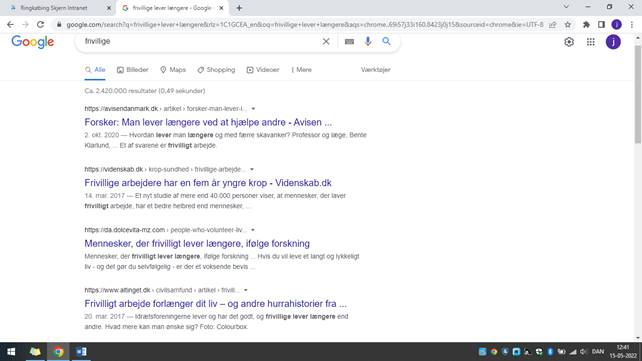 Ringkøbing Skjern Intranet
frivillige lever længere - Google
google.com/search?q=frivillige+lever+længere&rlz=1C1GCEA_en&oq=frivillige+lever+længere&aqs=chrome..69i57j33i160.8423j0j15&sourceid=chrome&ie=UTF-8
Google
frivillige
j
Alle
Billeder
Maps
Shopping
Videoer
Mere
Værktøjer
Ca. 2.420.000 resultater (0,49 sekunder)
https://avisendanmark.dk › artikel › forsker-man-lever-l...
Forsker: Man lever længere ved at hjælpe andre - Avisen ...
2. okt. 2020 — Hvordan lever man længere og med færre skavanker? Professor og læge, Bente
Klarlund, ... Et af svarene er frivilligt arbejde.
https://videnskab.dk › krop-sundhed › frivillige-arbejde...
Frivillige arbejdere har en fem år yngre krop - Videnskab.dk
14. mar. 2017 — Et nyt studie af mere end 40.000 personer viser, at mennesker, der laver
frivilligt arbejde, har et bedre helbred end mennesker, ...
https://da.dolcevita-mz.com › people-who-volunteer-liv...
Mennesker, der frivilligt lever længere, ifølge forskning
Mennesker, der frivilligt lever længere, ifølge forskning ... Hvis du vil leve et langt og lykkeligt
liv - og det gør du selvfølgelig - er der et voksende bevis ...
https://www.altinget.dk › civilsamfund › artikel › frivill...
Frivilligt arbejde forlænger dit liv – og andre hurrahistorier fra ...
20. mar. 2017 — Idrætsforeningerne lever og har det godt, og frivillige lever længere end
andre. Hvad mere kan man ønske sig? Foto: Colourbox.
DAN
12:41
15-05-2022